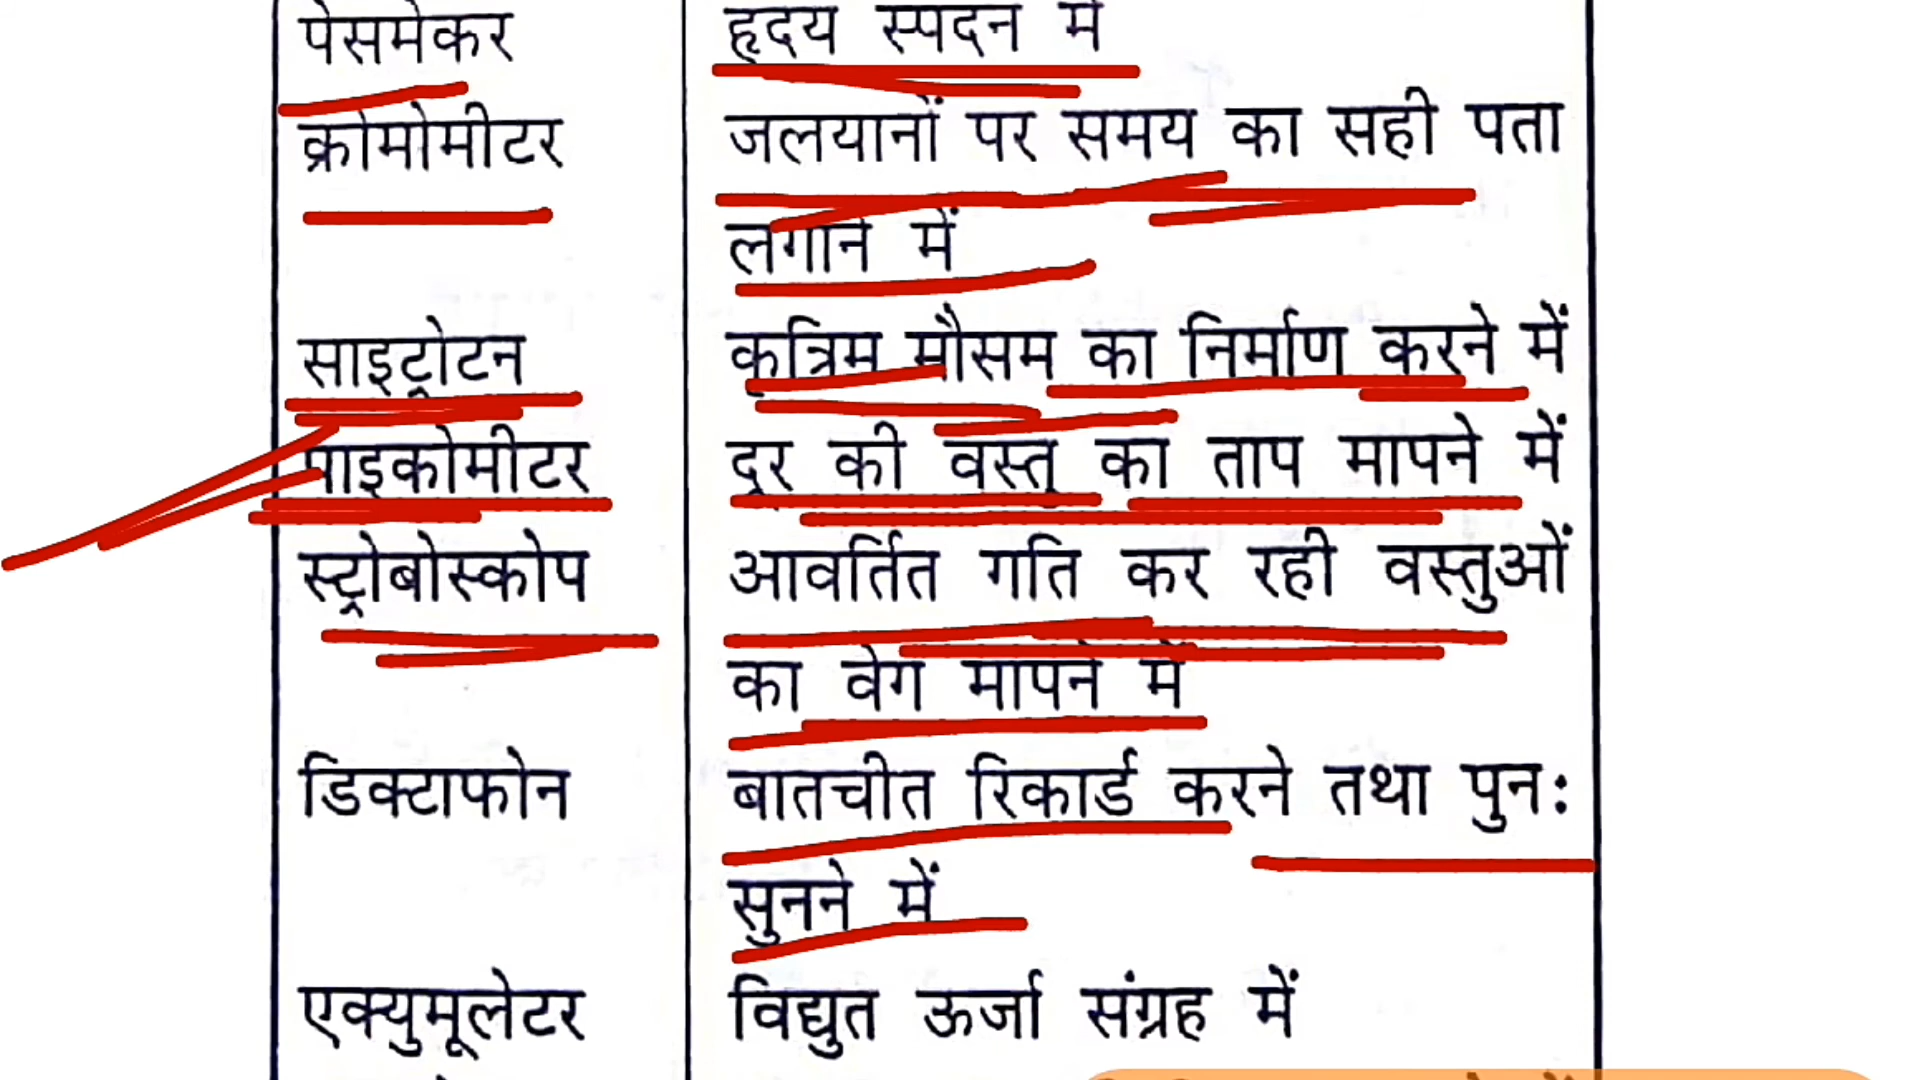 पेसमेकर हृदय स्पदन में
क्रोमोमीटर जलयानों पर समय का सही पता
लगाने में
साइट्रोटन कृत्रिम मौसम का निर्माण करने में
पाइकोमीटर दूर की वस्तु का ताप मापने में
स्ट्रोबोस्कोप आवर्तित गति कर रही वस्तुओं
का वेग मापने में
डिक्टाफोन बातचीत रिकार्ड करने तथा पुनः
सुनने में
एक्युमूलेटर विद्युत ऊर्जा संग्रह में